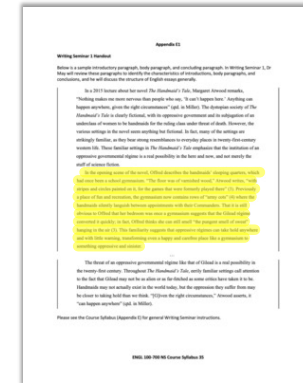 Appendix E1
Writing Seminar 1 Handout
Below is a sample introductory paragraph, body paragraph, and concluding paragraph. In Writing Seminar 1, Dr
May will review these paragraphs to identify the characteristics of introductions, body paragraphs, and
conclusions, and he will discuss the structure of English essays generally.
In a 2015 lecture about her novel The Handmaid's Tale, Margaret Atwood remarks,
"Nothing makes me more nervous than people who say, 'It can't happen here.' Anything can
happen anywhere, given the right circumstances" (qtd. in Miller). The dystopian society of The
Handmaid's Tale is clearly fictional, with its oppressive government and its subjugation of an
underclass of women to be handmaids for the ruling class under threat of death. However, the
various settings in the novel seem anything but fictional. In fact, many of the settings are
strikingly familiar, as they bear strong resemblances to everyday places in twenty-first-century
western life. These familiar settings in The Handmaid's Tale emphasize that the institution of an
oppressive governmental regime is a real possibility in the here and now, and not merely the
stuff of science fiction.
In the opening scene of the novel, Offred describes the handmaids' sleeping quarters, which
had once been a school gymnasium. "The floor was of varnished wood," Atwood writes, "with
stripes and circles painted on it, for the games that were formerly played there" (3). Previously
a place of fun and recreation, the gymnasium now contains rows of "army cots" (4) where the
handmaids silently languish between appointments with their Commanders. That it is still
obvious to Offred that her bedroom was once a gymnasium suggests that the Gilead regime
converted it quickly; in fact, Offred thinks she can still smell "the pungent smell of sweat"
hanging in the air (3). This familiarity suggests that oppressive regimes can take hold anywhere
and with little warning, transforming even a happy and carefree place like a gymnasium to
something oppressive and sinister.
The threat of an oppressive governmental regime like that of Gilead is a real possibility in
the twenty-first century. Throughout The Handmaid's Tale, eerily familiar settings call attention
to the fact that Gilead may not be as alien or as far-fetched as some critics have taken it to be.
Handmaids may not actually exist in the world today, but the oppression they suffer from may
be closer to taking hold than we think. "[G]iven the right circumstances," Atwood asserts, it
"can happen anywhere" (qtd. in Miller).
Please see the Course Syllabus (Appendix E) for general Writing Seminar instructions.
ENGL 100-700 NS Course Syllabus 35